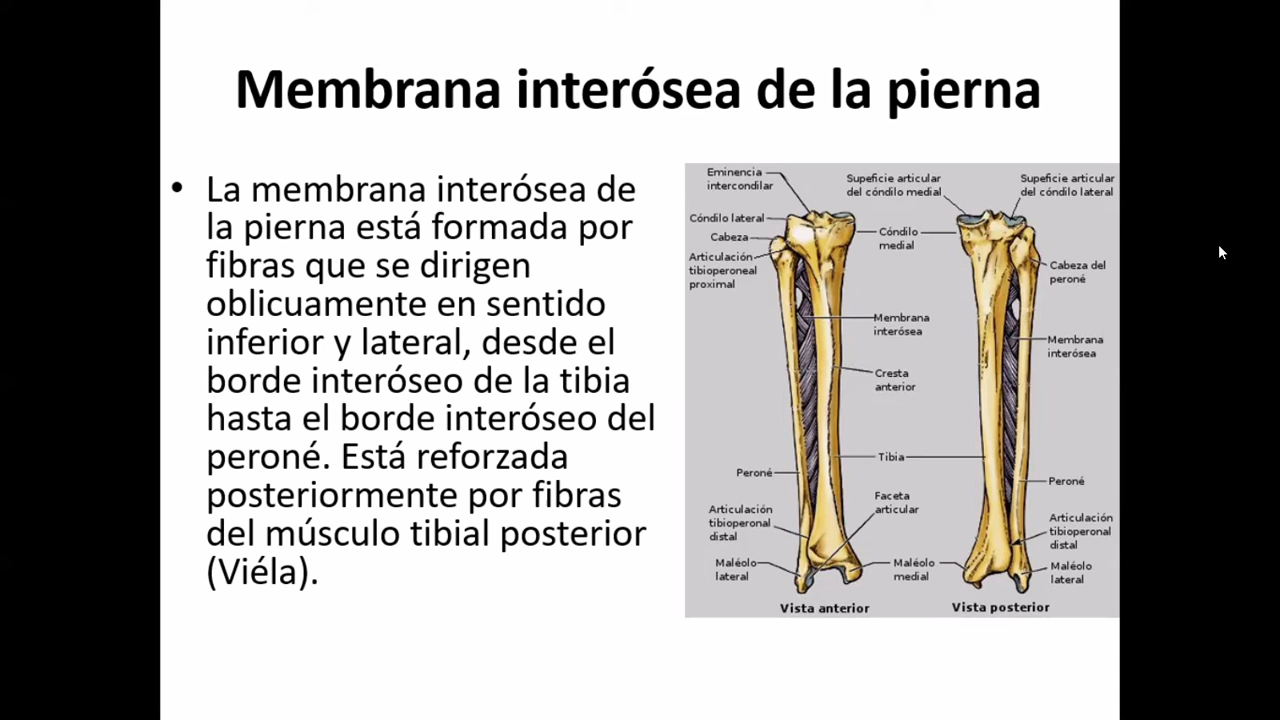 Membrana interósea de la pierna
• La membrana interósea de
la pierna está formada por
fibras que se dirigen
oblicuamente en sentido
inferior y lateral, desde el
borde interóseo de la tibia
hasta el borde interóseo del
peroné. Está reforzada
posteriormente por fibras
del músculo tibial posterior
(Viéla).
Eminencia
intercondilar
Cóndilo lateral
Cabeza
Articulación
tibioperoneal
proximal
Cóndilo
medial
Membrana
interósea
Cresta
anterior
Tibia
Peroné
Faceta
articular
Articulación
tibioperonal
distal
Maléolo
lateral
Maléolo
medial
Vista anterior
Supeficie articular
del cóndilo medial
Supeficie articular
del cóndilo lateral
Cabeza del
peroné
Membrana
interósea
Peroné
Articulación
tibioperonal
distal
Maléolo
lateral
Vista posterior